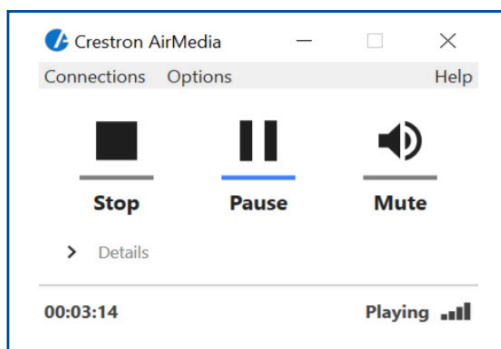 Crestron AirMedia
Connections Options Help
Stop Pause Mute
Details
00:03:14 Playing